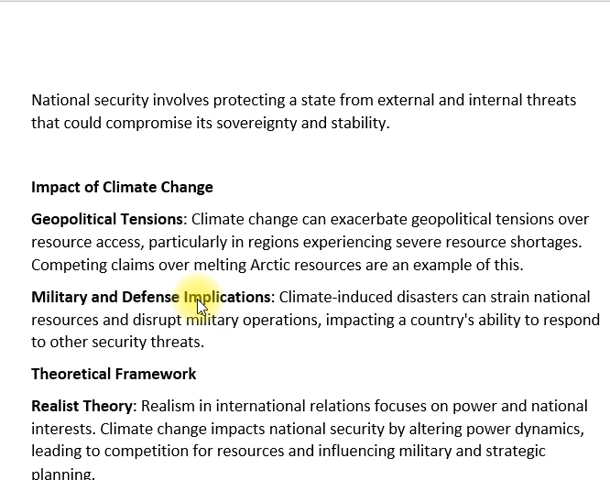 National security involves protecting a state from external and internal threats
that could compromise its sovereignty and stability.
Impact of Climate Change
Geopolitical Tensions: Climate change can exacerbate geopolitical tensions over
resource access, particularly in regions experiencing severe resource shortages.
Competing claims over melting Arctic resources are an example of this.
Military and Defense Implications: Climate-induced disasters can strain national
resources and disrupt military operations, impacting a country's ability to respond
to other security threats.
Theoretical Framework
Realist Theory: Realism in international relations focuses on power and national
interests. Climate change impacts national security by altering power dynamics,
leading to competition for resources and influencing military and strategic
planning.